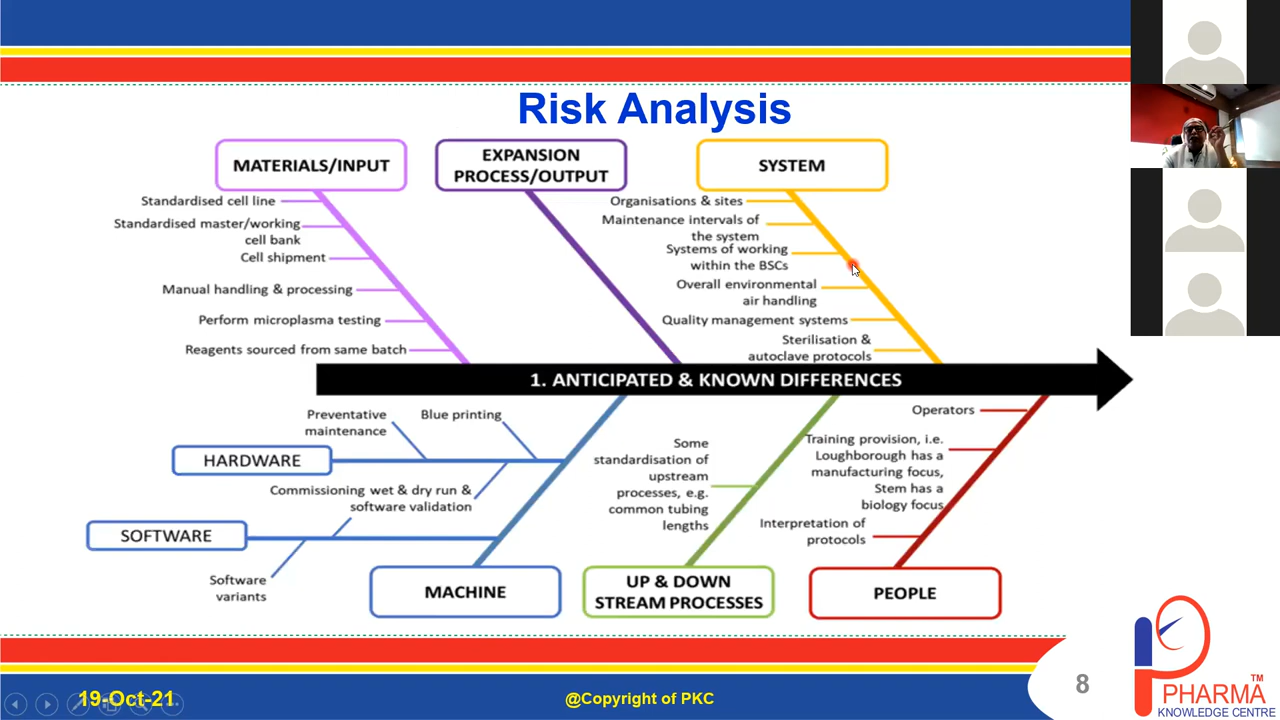 Risk Analysis
MATERIALS/INPUT
Standardised cell line
Standardised master/working
cell bank
Cell shipment
Manual handling & processing
Perform microplasma testing
Reagents sourced from same batch
EXPANSION
PROCESS/OUTPUT
SYSTEM
Organisations & sites
Maintenance intervals of
the system
Systems of working
within the BSCs
Overall environmental
air handling
Quality management systems
Sterilisation &
autoclave protocols
1. ANTICIPATED & KNOWN DIFFERENCES
Preventative
maintenance
Blue printing
HARDWARE
Commissioning wet & dry run &
software validation
SOFTWARE
Software
variants
MACHINE
Some
standardisation of
upstream
processes, e.g.
common tubing
lengths
UP & DOWN
STREAM PROCESSES
Operators
Training provision, i.e.
Loughborough has a
manufacturing focus,
Stem has a
biology focus
Interpretation of
protocols
PEOPLE
19-Oct-21
@Copyright of PKC
8
PHARMA TM
KNOWLEDGE CENTRE